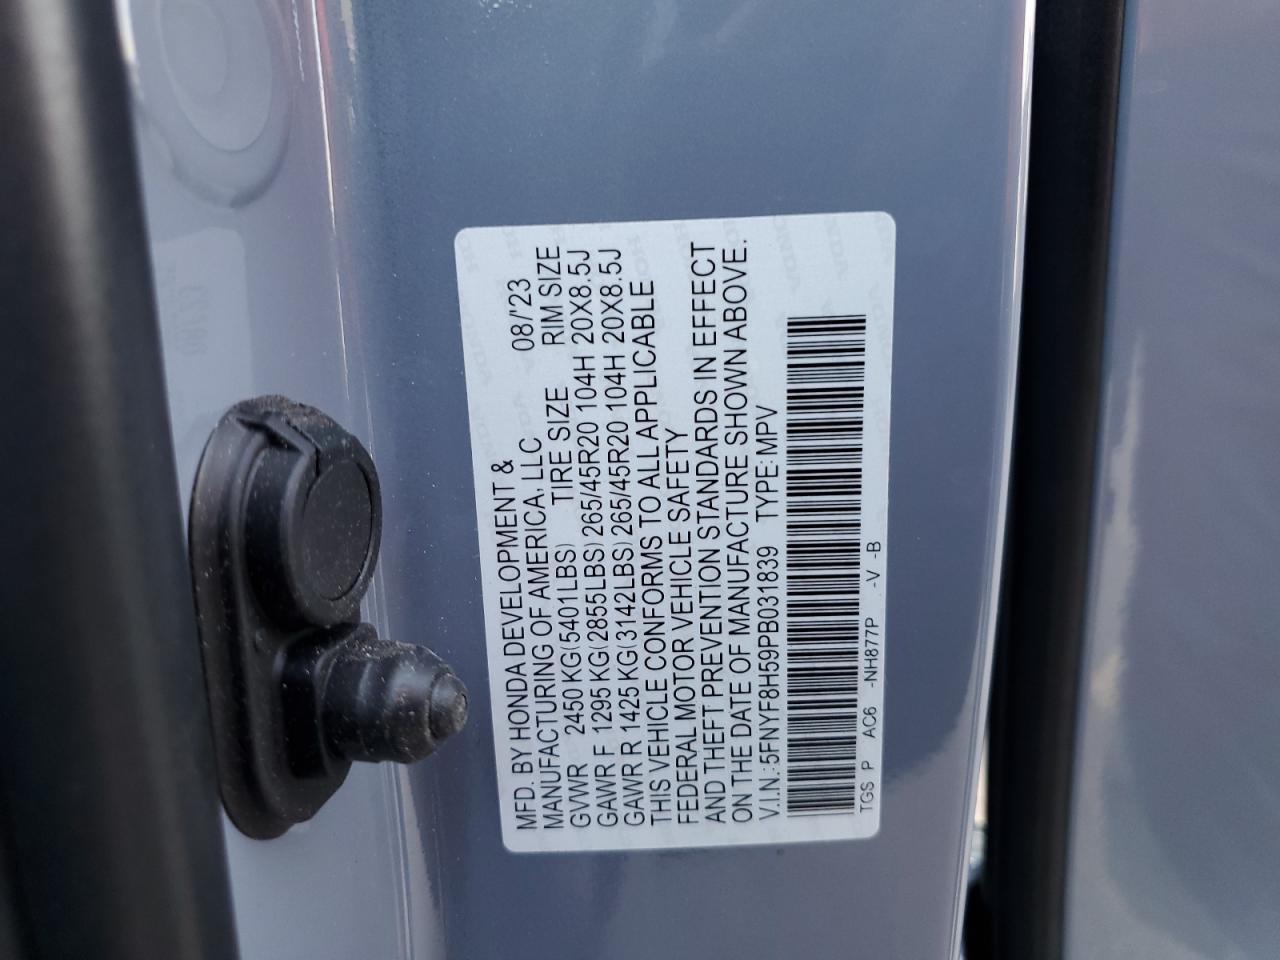 MFD. BY HONDA DEVELOPMENT &
MANUFACTURING OF AMERICA, LLC 08/'23
GVWR 2450 KG(5401LBS) TIRE SIZE RIM SIZE
GAWR F 1295 KG(2855LBS) 265/45R20 104H 20X8.5J
GAWR R 1425 KG(3142LBS) 265/45R20 104H 20X8.5J
THIS VEHICLE CONFORMS TO ALL APPLICABLE
FEDERAL MOTOR VEHICLE SAFETY
AND THEFT PREVENTION STANDARDS IN EFFECT
ON THE DATE OF MANUFACTURE SHOWN ABOVE.
V.I.N.: 5FNYF8H59PB031839 TYPE: MPV
TGS P AC6 -NH877P -V -B